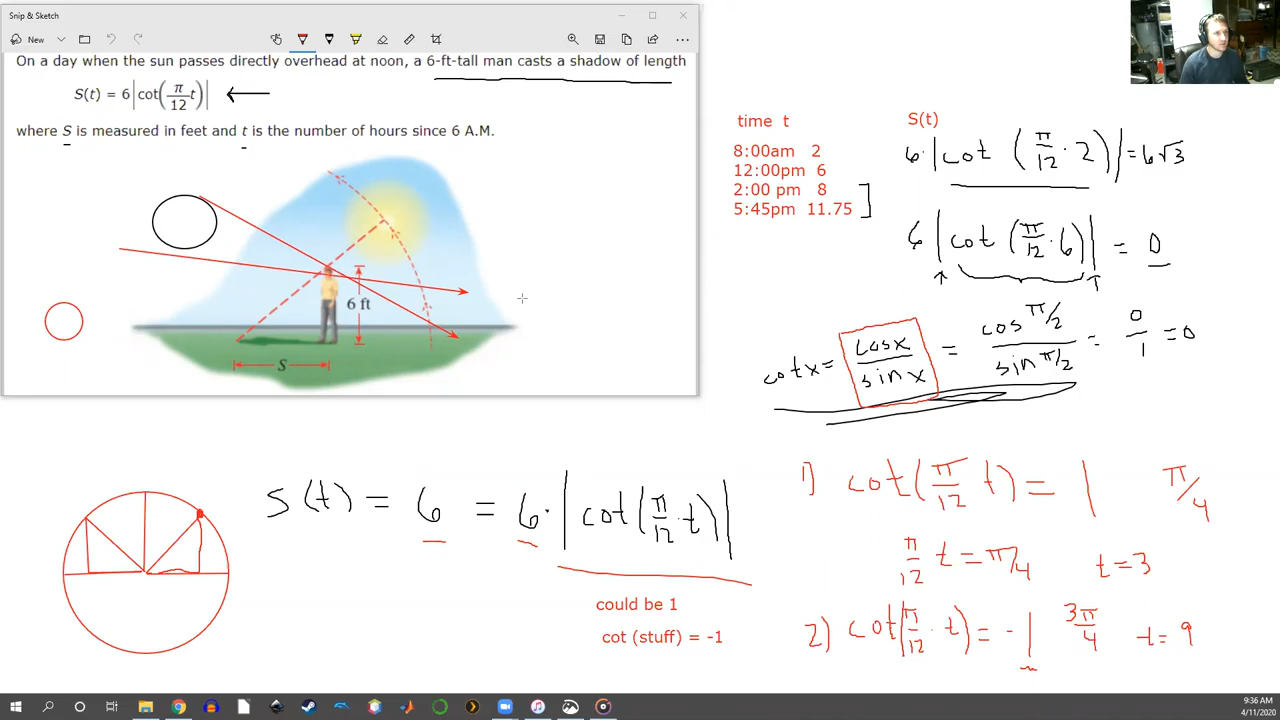 Snip & Sketch
New
On a day when the sun passes directly overhead at noon, a 6-ft-tall man casts a shadow of length
S(t) = 6|cot(π/12 t)|
where S is measured in feet and t is the number of hours since 6 A.M.
6 ft
S
time t
8:00am 2
12:00pm 6
2:00 pm 8
5:45pm 11.75
S(t)
6·|cot (π/12 · 2)| = 6√3
6 |cot (π/12 · 6)| = 0
cotx = cosx/sinx = cos π/2 / sin π/2 = 0/1 = 0
S(t) = 6 = 6·|cot(π/12 · t)|
could be 1
cot (stuff) = -1
1) cot(π/12 t) = 1 π/4
π/12 t = π/4 t = 3
2) cot(π/12 · t) = -1 3π/4 t = 9
9:36 AM
4/11/2020